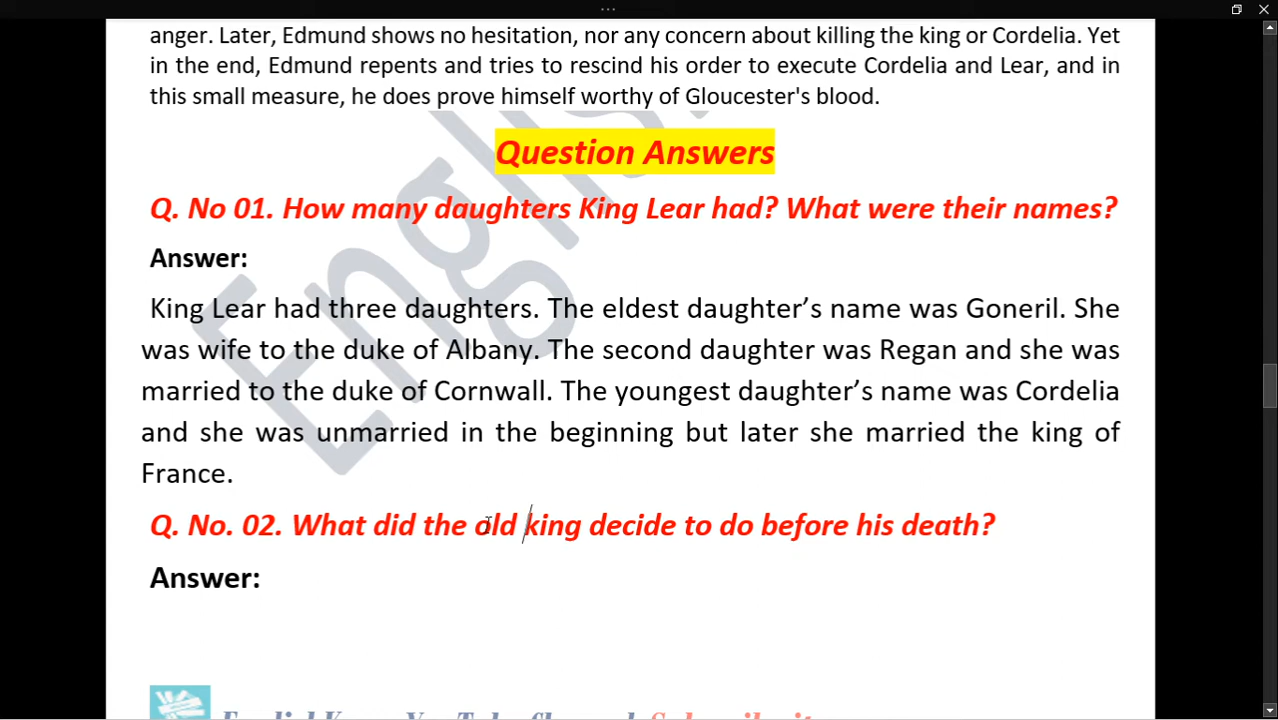 anger. Later, Edmund shows no hesitation, nor any concern about killing the king or Cordelia. Yet
in the end, Edmund repents and tries to rescind his order to execute Cordelia and Lear, and in
this small measure, he does prove himself worthy of Gloucester's blood.
Question Answers
Q. No 01. How many daughters King Lear had? What were their names?
Answer:
King Lear had three daughters. The eldest daughter’s name was Goneril. She
was wife to the duke of Albany. The second daughter was Regan and she was
married to the duke of Cornwall. The youngest daughter’s name was Cordelia
and she was unmarried in the beginning but later she married the king of
France.
Q. No. 02. What did the old king decide to do before his death?
Answer: